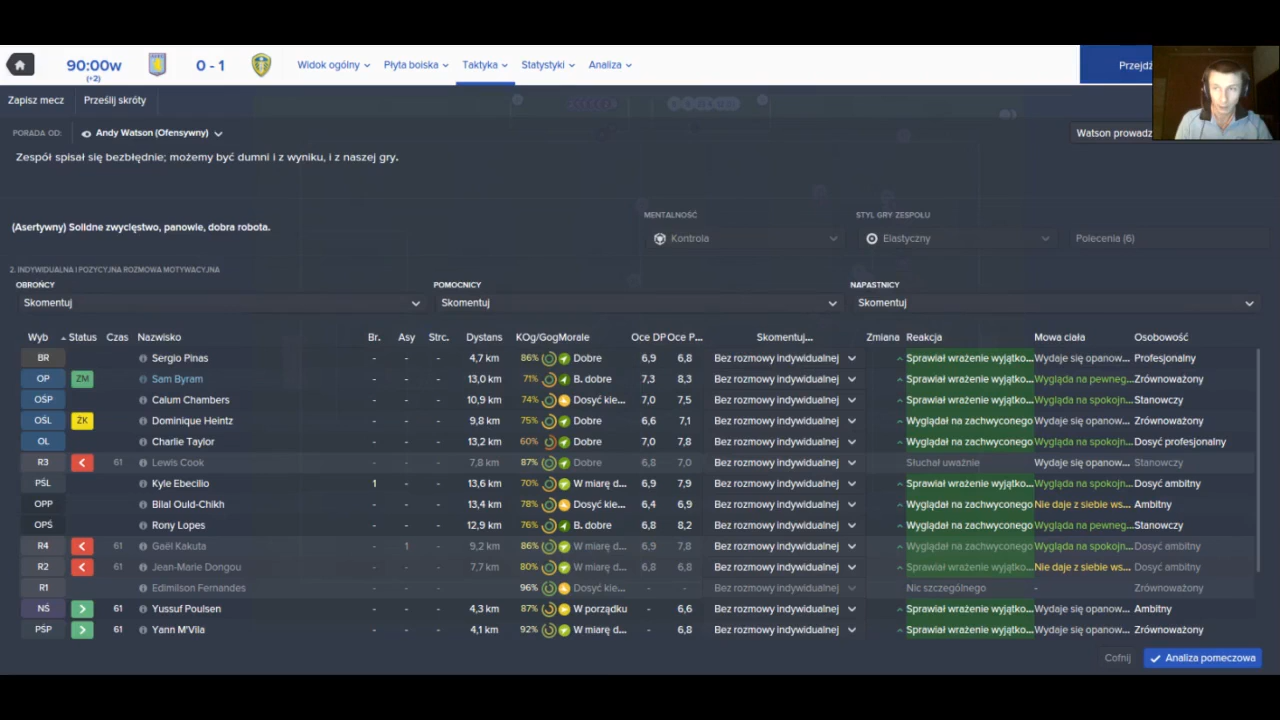 90:00w 0 - 1 Widok ogólny Płyta boiska Taktyka Statystyki Analiza Przejdź
(+2)
Zapisz mecz Prześlij skróty
PORADA OD: Andy Watson (Ofensywny) Watson prowadz
Zespół spisał się bezbłędnie; możemy być dumni i z wyniku, i z naszej gry.
MENTALNOŚĆ STYL GRY ZESPOŁU
(Asertywny) Solidne zwycięstwo, panowie, dobra robota.
Kontrola Elastyczny Polecenia (6)
2. INDYWIDUALNA I POZYCYJNA ROZMOWA MOTYWACYJNA
OBROŃCY POMOCNICY NAPASTNICY
Skomentuj Skomentuj Skomentuj
Wyb Status Czas Nazwisko Br. Asy Strc. Dystans KOg/GogMorale Oce DP Oce P... Skomentuj... Zmiana Reakcja Mowa ciała Osobowość
BR Sergio Pinas - - - 4,7 km 86% Dobre 6,9 6,8 Bez rozmowy indywidualnej Sprawiał wrażenie wyjątko... Wydaje się opanow... Profesjonalny
OP ZM Sam Byram - - - 13,0 km 71% B. dobre 7,3 8,3 Bez rozmowy indywidualnej Sprawiał wrażenie wyjątko... Wygląda na pewneg... Zrównoważony
OŚP Calum Chambers - - - 10,9 km 74% Dosyć kie... 7,0 7,5 Bez rozmowy indywidualnej Sprawiał wrażenie wyjątko... Wygląda na spokojn... Stanowczy
OŚL ŻK Dominique Heintz - - - 9,8 km 75% Dobre 6,6 7,1 Bez rozmowy indywidualnej Wyglądał na zachwyconego Wygląda na spokojn... Zrównoważony
OL Charlie Taylor - - - 13,2 km 60% Dobre 7,0 7,8 Bez rozmowy indywidualnej Wyglądał na zachwyconego Wygląda na spokojn... Dosyć profesjonalny
R3 61 Lewis Cook - - - 7,8 km 87% Dobre 6,8 7,0 Bez rozmowy indywidualnej Słuchał uważnie Wydaje się opanow... Stanowczy
PŚL Kyle Ebecilio 1 - - 13,6 km 70% W miarę d... 6,9 7,9 Bez rozmowy indywidualnej Sprawiał wrażenie wyjątko... Wygląda na spokojn... Dosyć ambitny
OPP Bilal Ould-Chikh - - - 13,4 km 78% Dosyć kie... 6,4 6,9 Bez rozmowy indywidualnej Wyglądał na zachwyconego Nie daje z siebie ws... Ambitny
OPŚ Rony Lopes - - - 12,9 km 76% B. dobre 6,8 8,2 Bez rozmowy indywidualnej Wyglądał na zachwyconego Wygląda na pewneg... Stanowczy
R4 61 Gaël Kakuta - 1 - 9,2 km 86% W miarę d... 6,9 7,8 Bez rozmowy indywidualnej Wyglądał na zachwyconego Wygląda na spokojn... Dosyć ambitny
R2 61 Jean-Marie Dongou - - - 7,7 km 80% W miarę d... 6,8 6,8 Bez rozmowy indywidualnej Sprawiał wrażenie wyjątko... Nie daje z siebie ws... Dosyć ambitny
R1 Edimilson Fernandes 96% Dosyć kie... - - Bez rozmowy indywidualnej Nic szczególnego - Zrównoważony
NŚ 61 Yussuf Poulsen - - - 4,3 km 87% W porządku - 6,6 Bez rozmowy indywidualnej Sprawiał wrażenie wyjątko... Wydaje się opanow... Ambitny
PŚP 61 Yann M'Vila - - - 4,1 km 92% W miarę d... - 6,8 Bez rozmowy indywidualnej Sprawiał wrażenie wyjątko... Wydaje się opanow... Zrównoważony
Cofnij Analiza pomeczowa